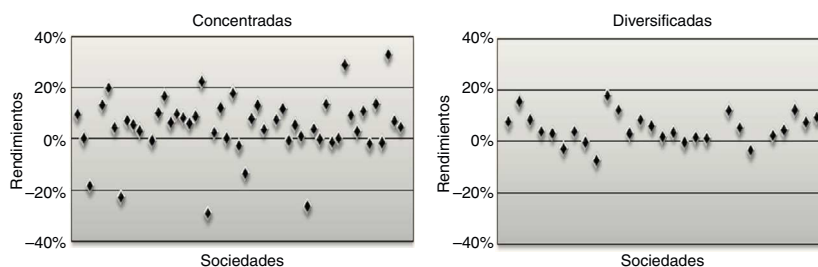 Concentradas
40%
20%
0%
–20%
–40%
Rendimientos
Sociedades
Diversificadas
40%
20%
0%
–20%
–40%
Rendimientos
Sociedades